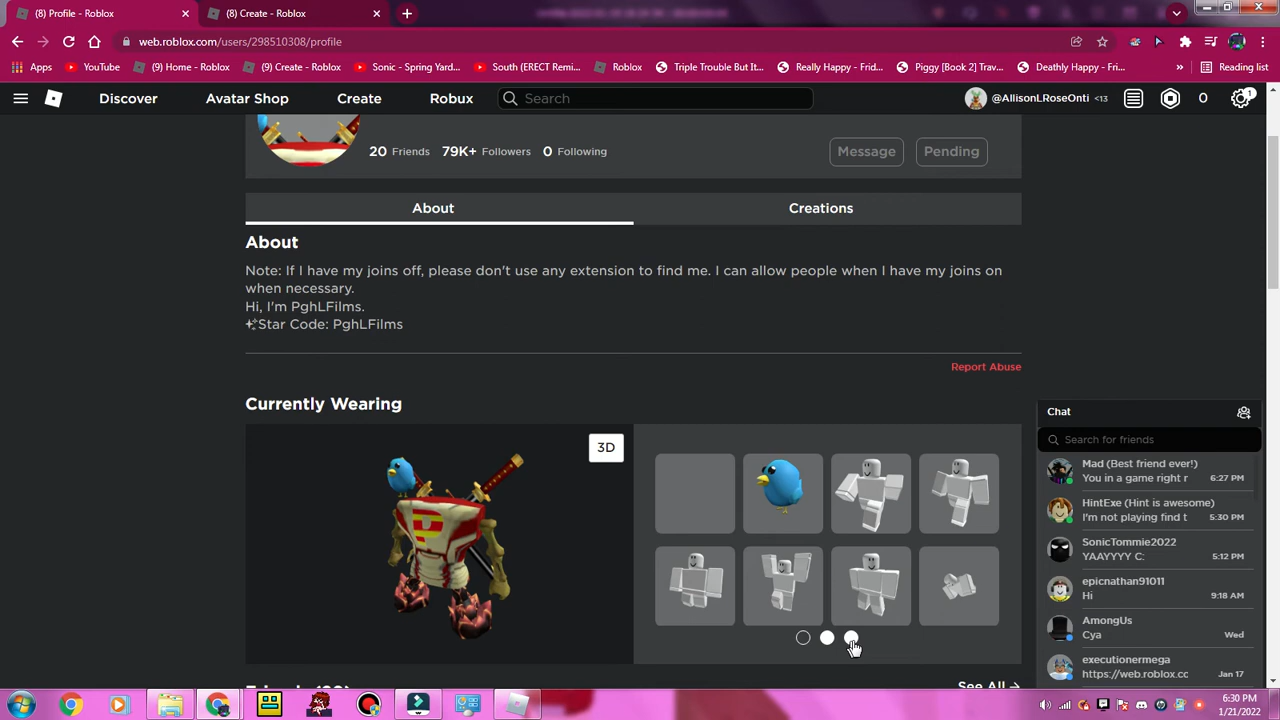 (8) Profile - Roblox
(8) Create - Roblox
web.roblox.com/users/298510308/profile
Apps
YouTube
(9) Home - Roblox
(9) Create - Roblox
Sonic - Spring Yard...
South (ERECT Remi...
Roblox
Triple Trouble But It...
Really Happy - Frid...
Piggy [Book 2] Trav...
Deathly Happy - Fri...
»
Reading list
Discover
Avatar Shop
Create
Robux
Search
@AllisonLRoseOnti
<13
0
1
20 Friends
79K+ Followers
0 Following
Message
Pending
About
Creations
About
Note: If I have my joins off, please don't use any extension to find me. I can allow people when I have my joins on
when necessary.
Hi, I'm PghLFilms.
✨Star Code: PghLFilms
Report Abuse
Currently Wearing
3D
See All →
Chat
Search for friends
Mad (Best friend ever!)
You in a game right r
6:27 PM
HintExe (Hint is awesome)
I'm not playing find t
5:30 PM
SonicTommie2022
YAAYYYY C:
5:12 PM
epicnathan91011
Hi
9:18 AM
AmongUs
Cya
Wed
executionermega
https://web.roblox.cc
Jan 17
6:30 PM
1/21/2022